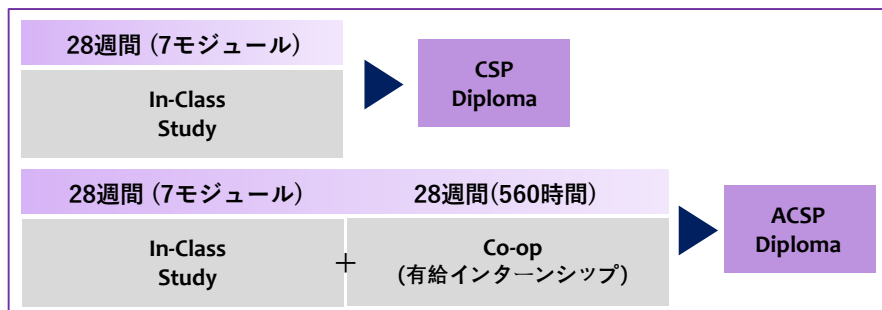 28週間 (7モジュール)
In-Class
Study
CSP
Diploma
28週間 (7モジュール)
28週間(560時間)
In-Class
Study
+
Co-op
(有給インターンシップ)
ACSP
Diploma